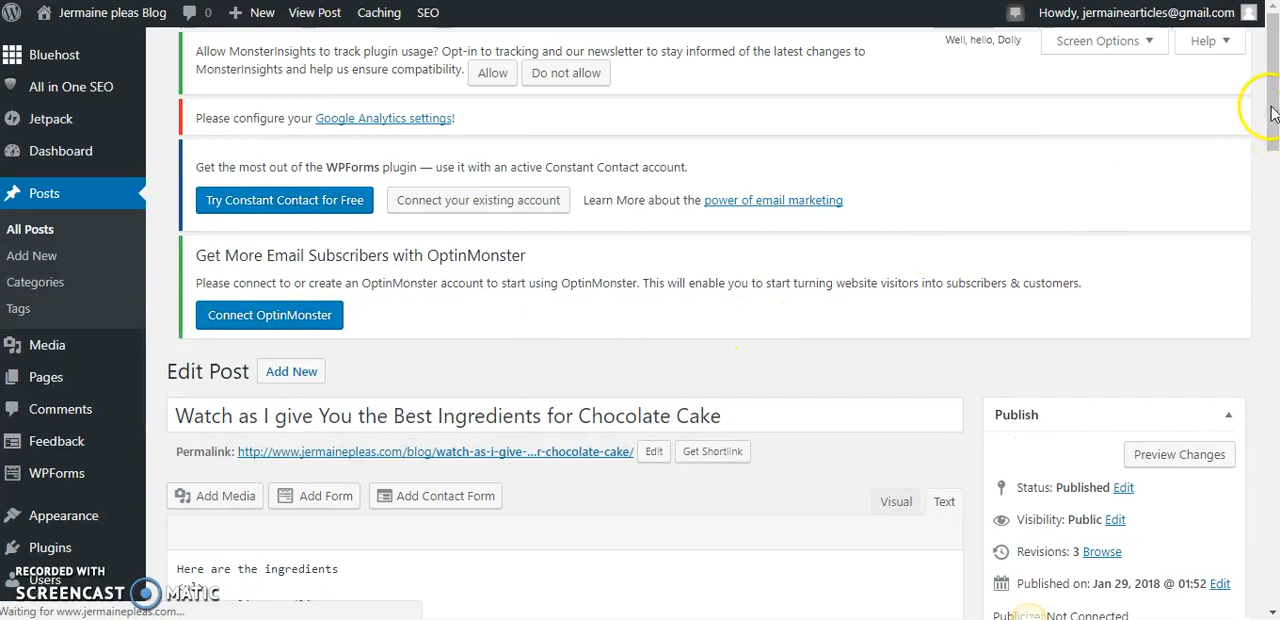 Jermaine pleas Blog 0 New View Post Caching SEO Howdy, jermainearticles@gmail.com
Bluehost
All in One SEO
Jetpack
Dashboard
Posts
All Posts
Add New
Categories
Tags
Media
Pages
Comments
Feedback
WPForms
Appearance
Plugins
Users
RECORDED WITH
SCREENCAST MATIC
Waiting for www.jermainepleas.com...
Well, hello, Dolly Screen Options Help
Allow MonsterInsights to track plugin usage? Opt-in to tracking and our newsletter to stay informed of the latest changes to
MonsterInsights and help us ensure compatibility. Allow Do not allow
Please configure your Google Analytics settings!
Get the most out of the WPForms plugin — use it with an active Constant Contact account.
Try Constant Contact for Free Connect your existing account Learn More about the power of email marketing
Get More Email Subscribers with OptinMonster
Please connect to or create an OptinMonster account to start using OptinMonster. This will enable you to start turning website visitors into subscribers & customers.
Connect OptinMonster
Edit Post Add New
Watch as I give You the Best Ingredients for Chocolate Cake
Permalink: http://www.jermainepleas.com/blog/watch-as-i-give-...r-chocolate-cake/ Edit Get Shortlink
Add Media Add Form Add Contact Form Visual Text
Here are the ingredients
Publish
Preview Changes
Status: Published Edit
Visibility: Public Edit
Revisions: 3 Browse
Published on: Jan 29, 2018 @ 01:52 Edit
Publicize: Not Connected